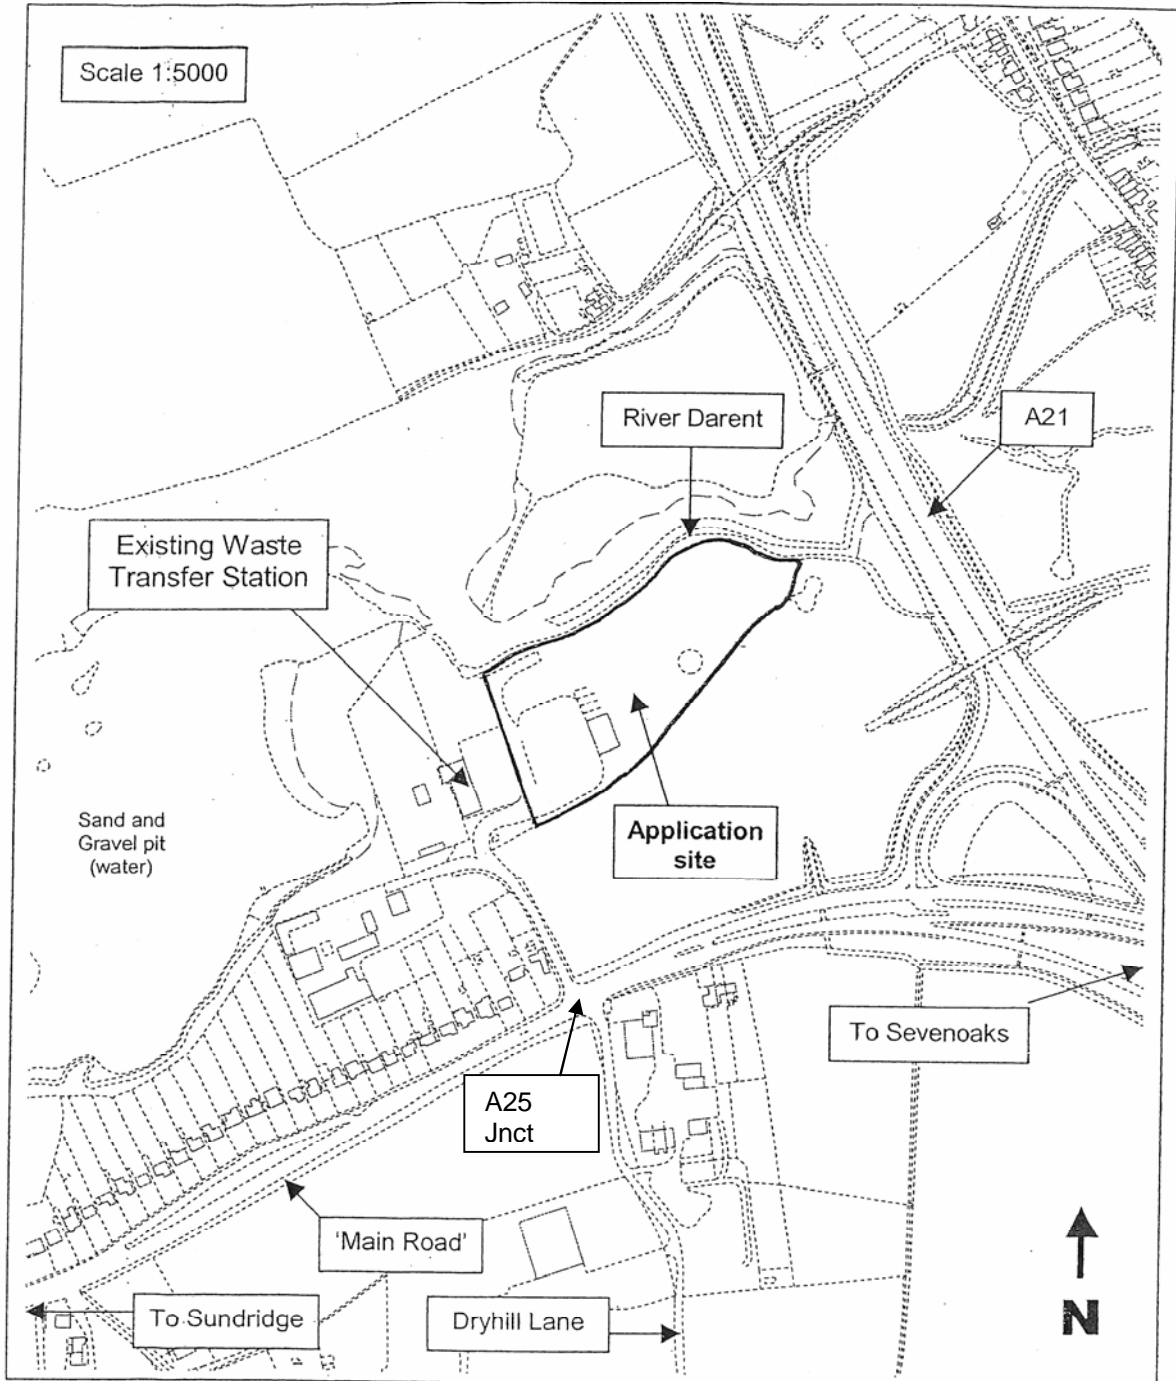 Scale 1:5000
River Darent
A21
Existing Waste
Transfer Station
Application
site
Sand and
Gravel pit
(water)
To Sevenoaks
A25
Jnct
'Main Road'
To Sundridge
Dryhill Lane
N